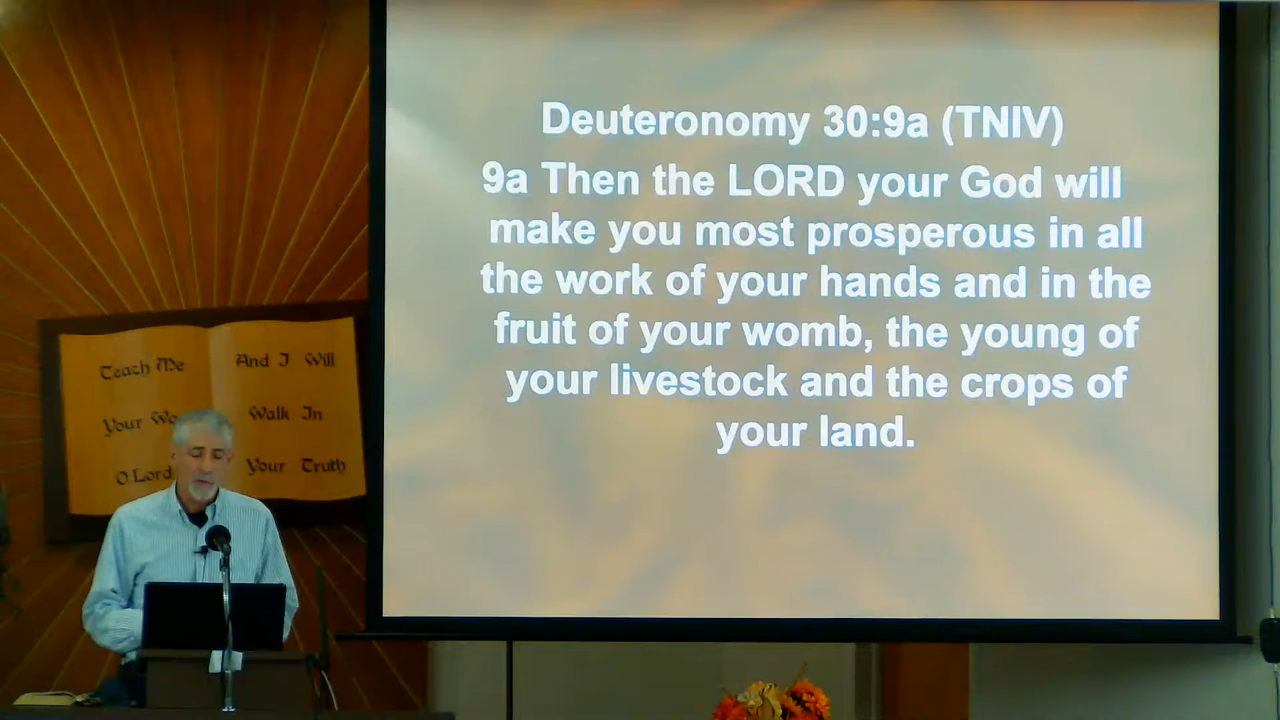 Deuteronomy 30:9a (TNIV)
9a Then the LORD your God will
make you most prosperous in all
the work of your hands and in the
fruit of your womb, the young of
your livestock and the crops of
your land.
Teach Me
Your
O Lord
And I Will
Walk In
Your Truth